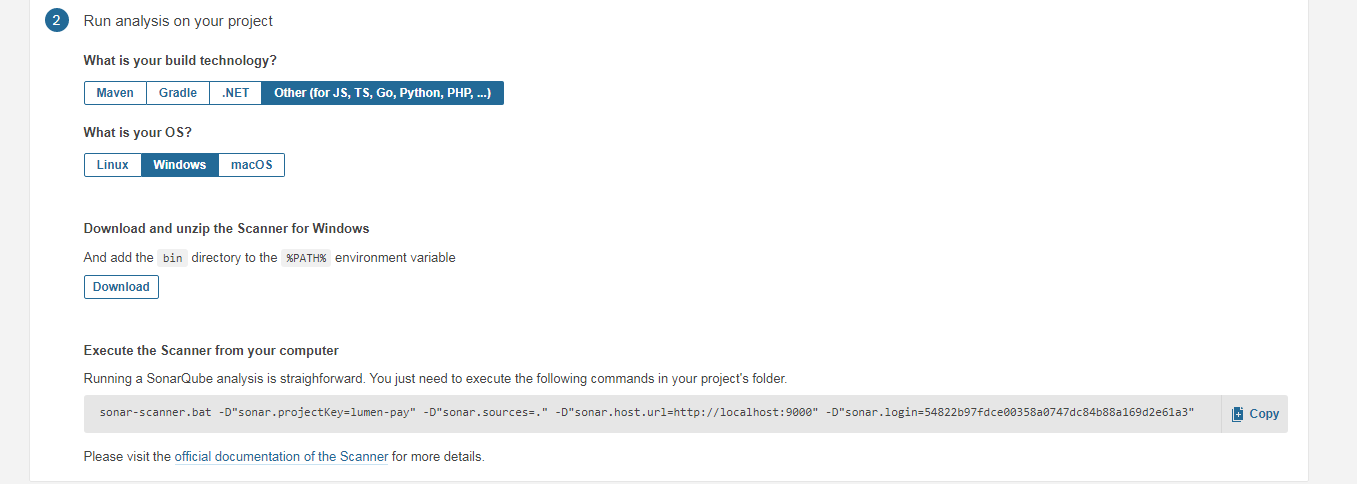 2 Run analysis on your project
What is your build technology?
Maven Gradle .NET Other (for JS, TS, Go, Python, PHP, ...)
What is your OS?
Linux Windows macOS
Download and unzip the Scanner for Windows
And add the bin directory to the %PATH% environment variable
Download
Execute the Scanner from your computer
Running a SonarQube analysis is straighforward. You just need to execute the following commands in your project's folder.
sonar-scanner.bat -D"sonar.projectKey=lumen-pay" -D"sonar.sources=." -D"sonar.host.url=http://localhost:9000" -D"sonar.login=54822b97fdce00358a0747dc84b88a169d2e61a3" Copy
Please visit the official documentation of the Scanner for more details.